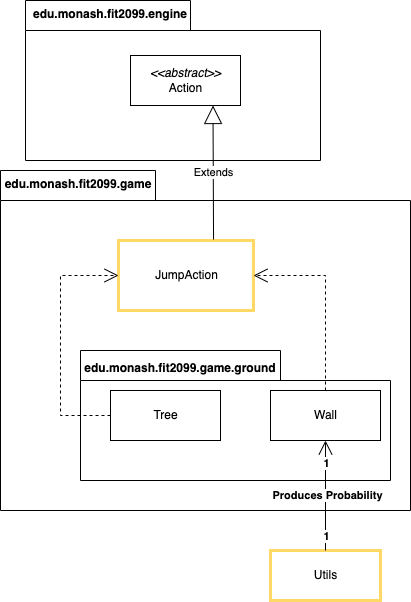 edu.monash.fit2099.engine
<<abstract>>
Action
Extends
edu.monash.fit2099.game
JumpAction
edu.monash.fit2099.game.ground
Tree
Wall
1
Produces Probability
1
Utils